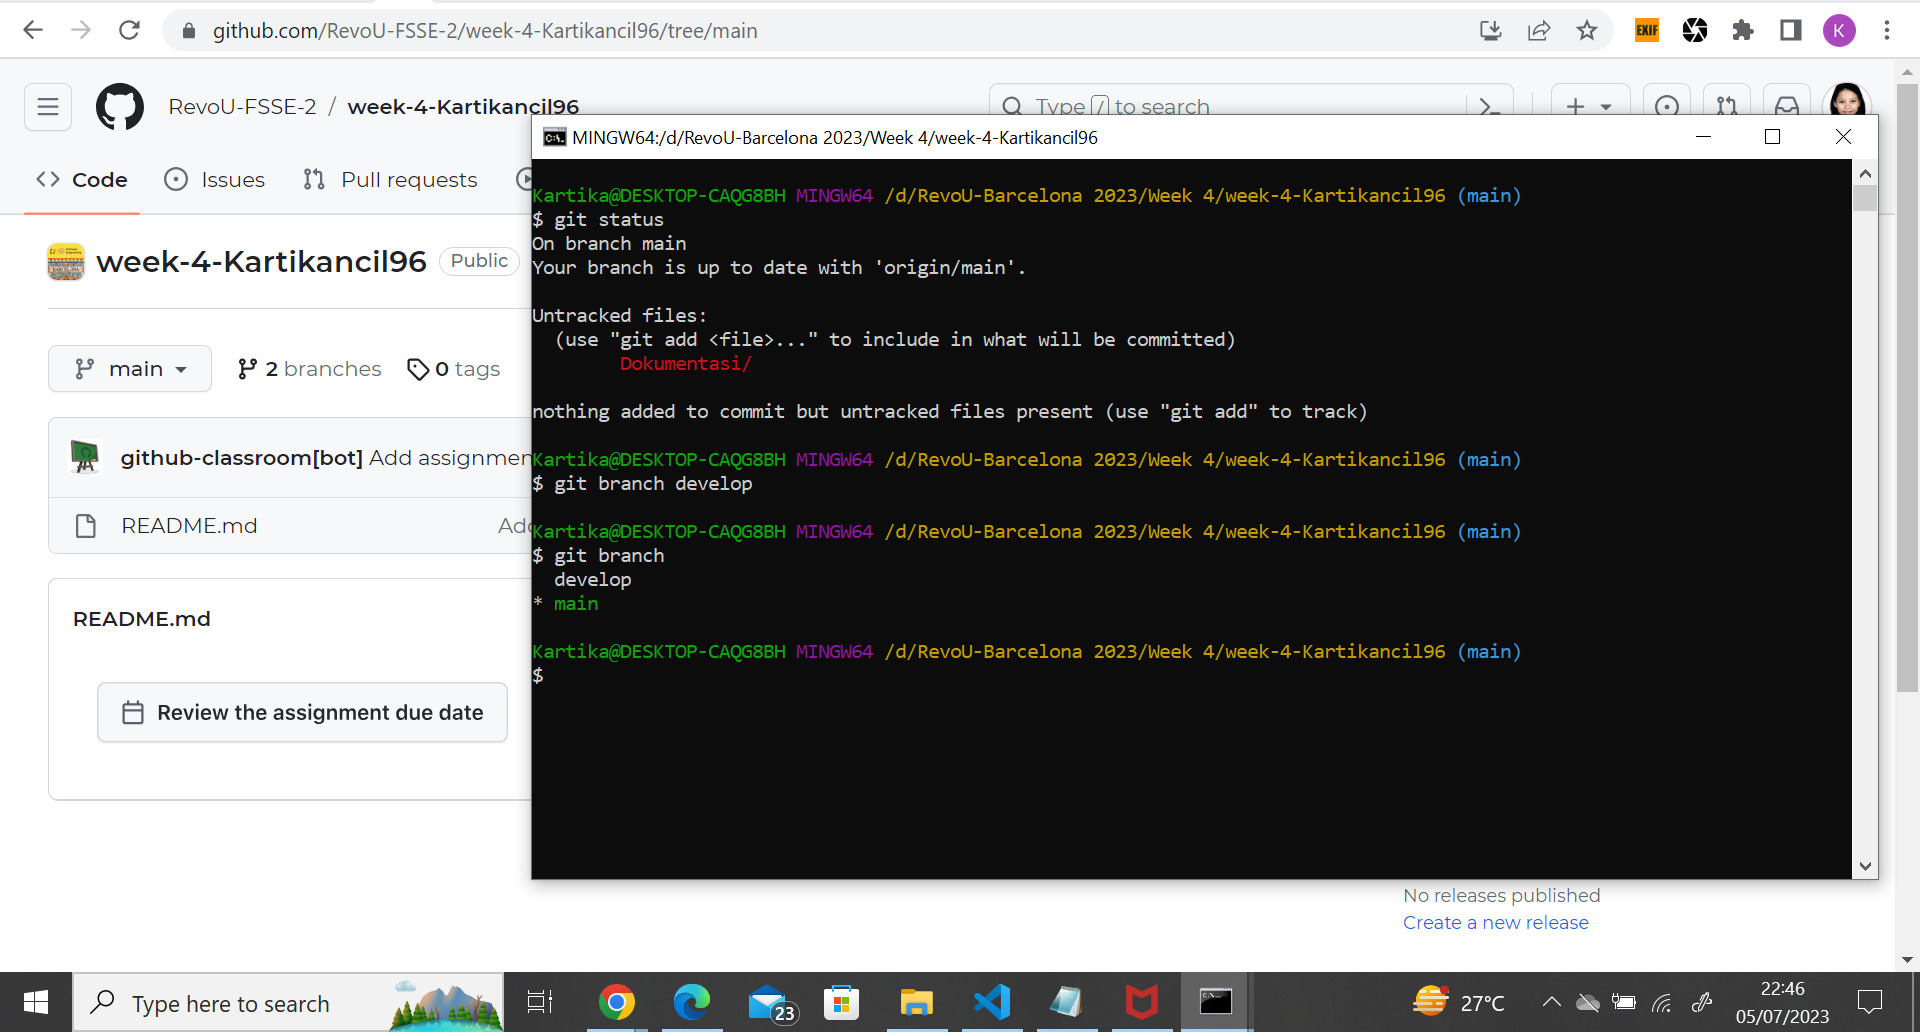 github.com/RevoU-FSSE-2/week-4-Kartikancil96/tree/main
EXIF
K
RevoU-FSSE-2 / week-4-Kartikancil96
Type / to search
MINGW64:/d/RevoU-Barcelona 2023/Week 4/week-4-Kartikancil96
Code
Issues
Pull requests
week-4-Kartikancil96
Public
main
2 branches
0 tags
github-classroom[bot] Add assignmen
README.md
README.md
Review the assignment due date
Kartika@DESKTOP-CAQG8BH MINGW64 /d/RevoU-Barcelona 2023/Week 4/week-4-Kartikancil96 (main)
$ git status
On branch main
Your branch is up to date with 'origin/main'.
Untracked files:
(use "git add <file>..." to include in what will be committed)
Dokumentasi/
nothing added to commit but untracked files present (use "git add" to track)
Kartika@DESKTOP-CAQG8BH MINGW64 /d/RevoU-Barcelona 2023/Week 4/week-4-Kartikancil96 (main)
$ git branch develop
Kartika@DESKTOP-CAQG8BH MINGW64 /d/RevoU-Barcelona 2023/Week 4/week-4-Kartikancil96 (main)
$ git branch
develop
* main
Kartika@DESKTOP-CAQG8BH MINGW64 /d/RevoU-Barcelona 2023/Week 4/week-4-Kartikancil96 (main)
$
No releases published
Create a new release
Type here to search
23
27°C
22:46
05/07/2023